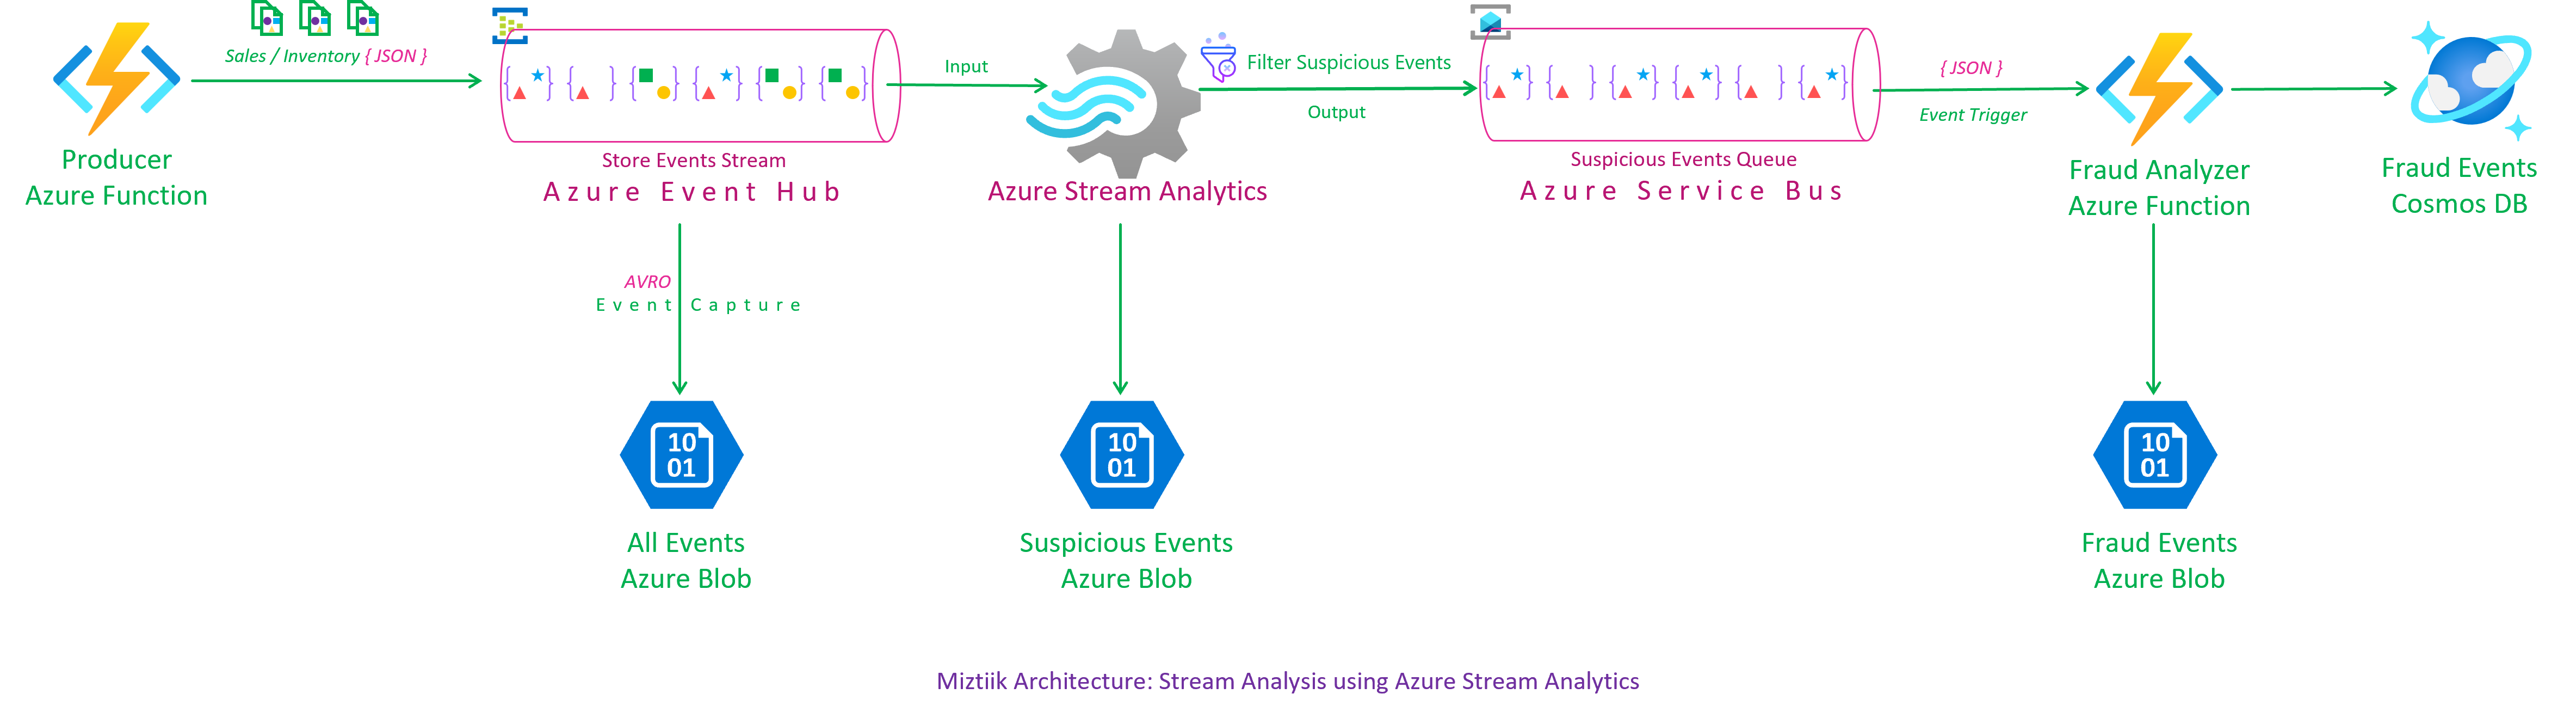 Sales / Inventory { JSON }
Producer
Azure Function
Store Events Stream
Azure Event Hub
Input
Azure Stream Analytics
Filter Suspicious Events
Output
Suspicious Events Queue
Azure Service Bus
{ JSON }
Event Trigger
Fraud Analyzer
Azure Function
Fraud Events
Cosmos DB
AVRO
Event Capture
10
01
All Events
Azure Blob
10
01
Suspicious Events
Azure Blob
10
01
Fraud Events
Azure Blob
Miztiik Architecture: Stream Analysis using Azure Stream Analytics